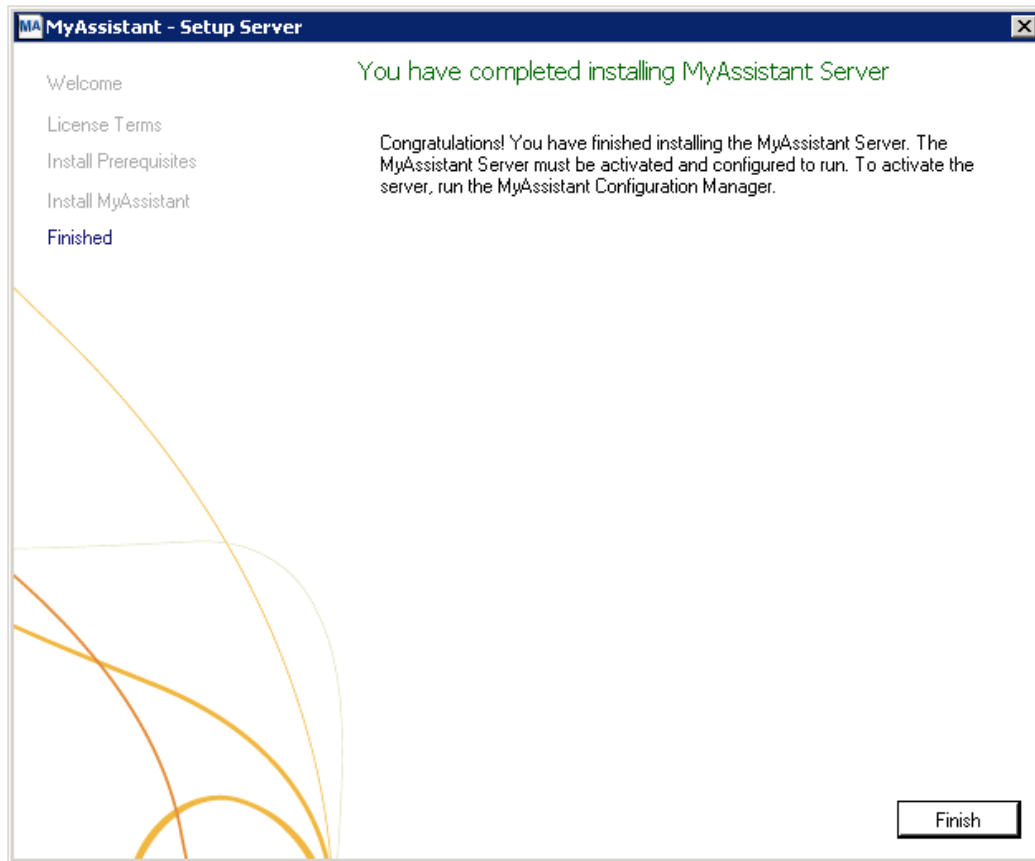 MA MyAssistant - Setup Server
Welcome
License Terms
Install Prerequisites
Install MyAssistant
Finished
You have completed installing MyAssistant Server
Congratulations! You have finished installing the MyAssistant Server. The
MyAssistant Server must be activated and configured to run. To activate the
server, run the MyAssistant Configuration Manager.
Finish